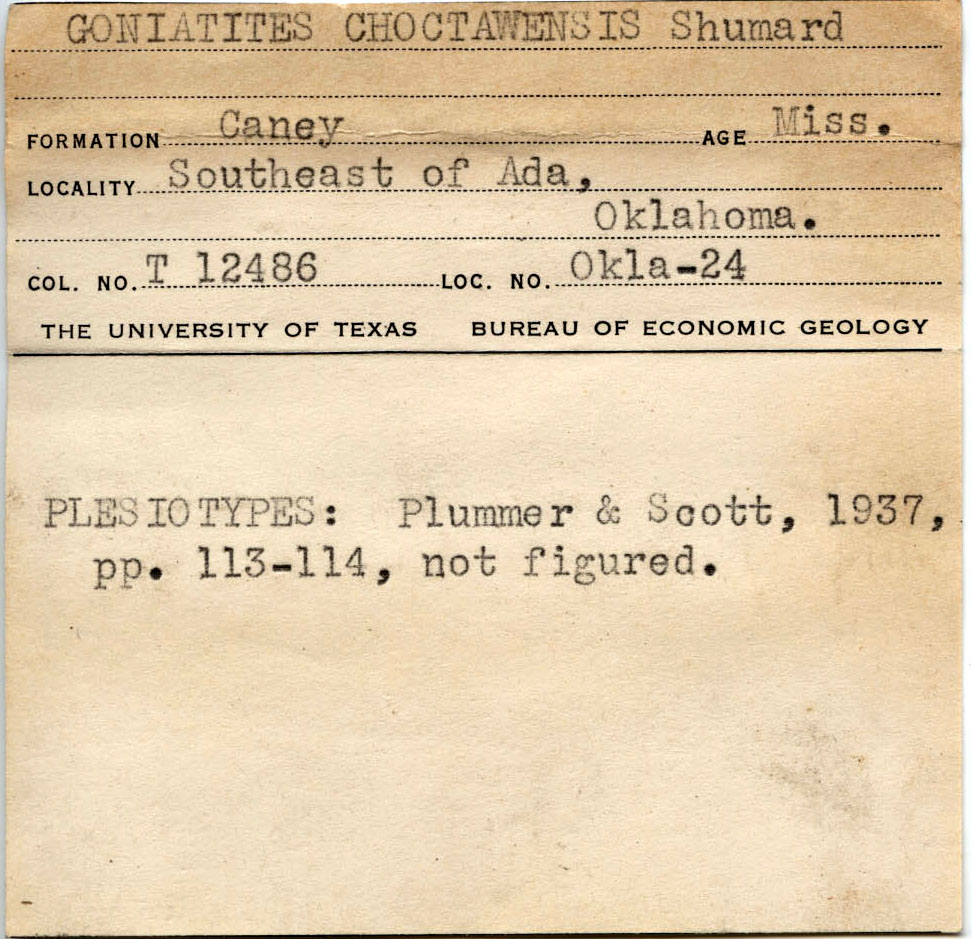 GONIATITES CHOCTAWENSIS Shumard
FORMATION Caney AGE Miss.
LOCALITY Southeast of Ada,
Oklahoma.
COL. NO. T 12486 LOC. NO. Okla-24
THE UNIVERSITY OF TEXAS BUREAU OF ECONOMIC GEOLOGY
PLESIOTYPES: Plummer & Scott, 1937,
pp. 113-114, not figured.